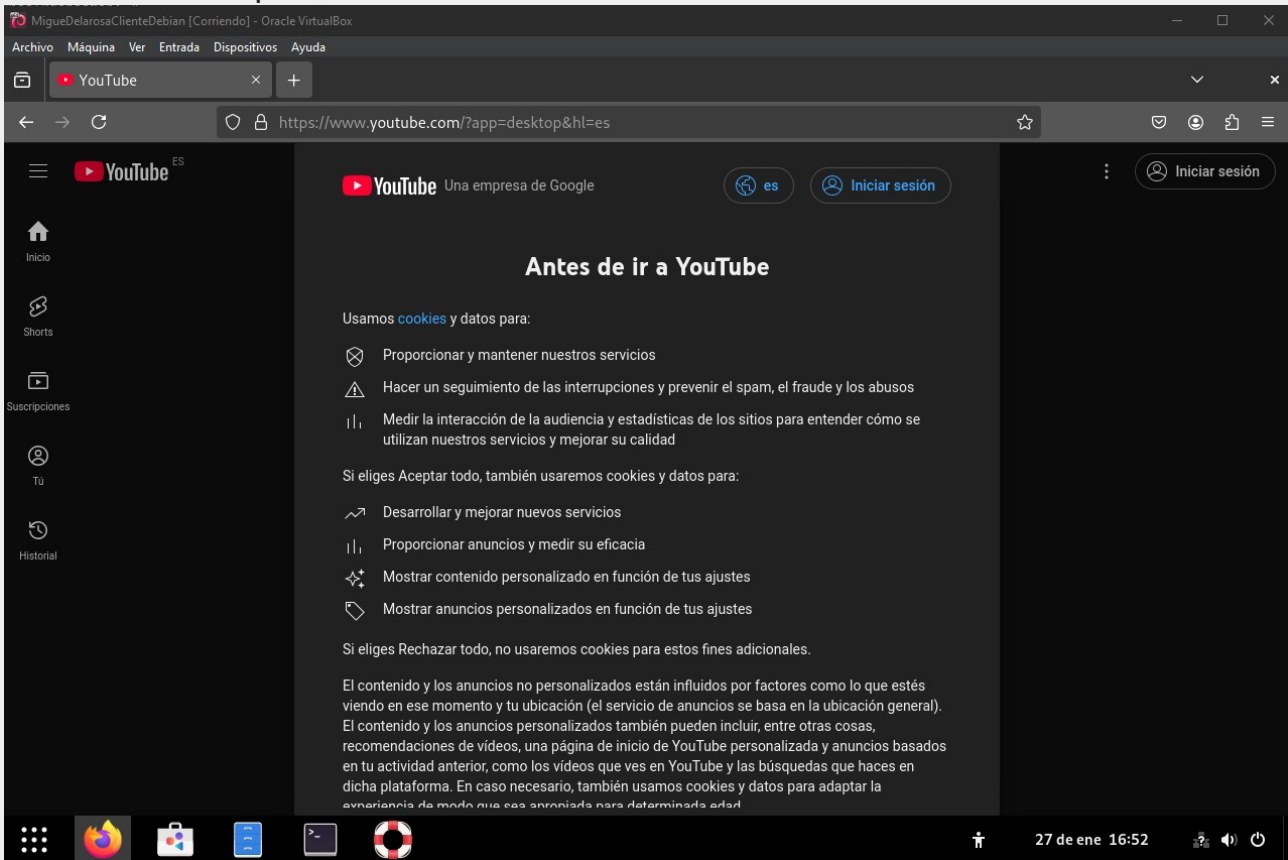 MigueDelarosaClienteDebian [Corriendo] - Oracle VirtualBox
Archivo Máquina Ver Entrada Dispositivos Ayuda
YouTube
https://www.youtube.com/?app=desktop&hl=es
YouTube ES
YouTube Una empresa de Google
es
Iniciar sesión
Iniciar sesión
Inicio
Shorts
Suscripciones
Tú
Historial
Antes de ir a YouTube
Usamos cookies y datos para:
Proporcionar y mantener nuestros servicios
Hacer un seguimiento de las interrupciones y prevenir el spam, el fraude y los abusos
Medir la interacción de la audiencia y estadísticas de los sitios para entender cómo se
utilizan nuestros servicios y mejorar su calidad
Si eliges Aceptar todo, también usaremos cookies y datos para:
Desarrollar y mejorar nuevos servicios
Proporcionar anuncios y medir su eficacia
Mostrar contenido personalizado en función de tus ajustes
Mostrar anuncios personalizados en función de tus ajustes
Si eliges Rechazar todo, no usaremos cookies para estos fines adicionales.
El contenido y los anuncios no personalizados están influidos por factores como lo que estés
viendo en ese momento y tu ubicación (el servicio de anuncios se basa en la ubicación general).
El contenido y los anuncios personalizados también pueden incluir, entre otras cosas,
recomendaciones de vídeos, una página de inicio de YouTube personalizada y anuncios basados
en tu actividad anterior, como los vídeos que ves en YouTube y las búsquedas que haces en
dicha plataforma. En caso necesario, también usamos cookies y datos para adaptar la
experiencia de modo que sea apropiada para determinada edad
27 de ene 16:52